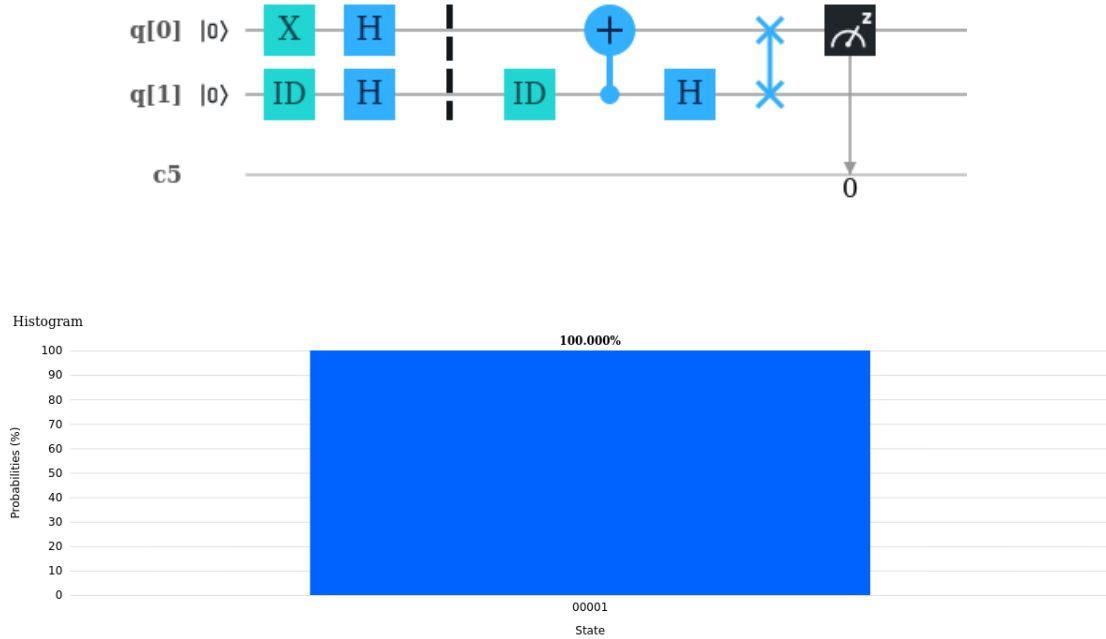 q[0] |0⟩ X H + z
q[1] |0⟩ ID H ID H
c5
0
Histogram
100.000%
100
90
80
70
60
50
40
30
20
10
0
Probabilities (%)
00001
State